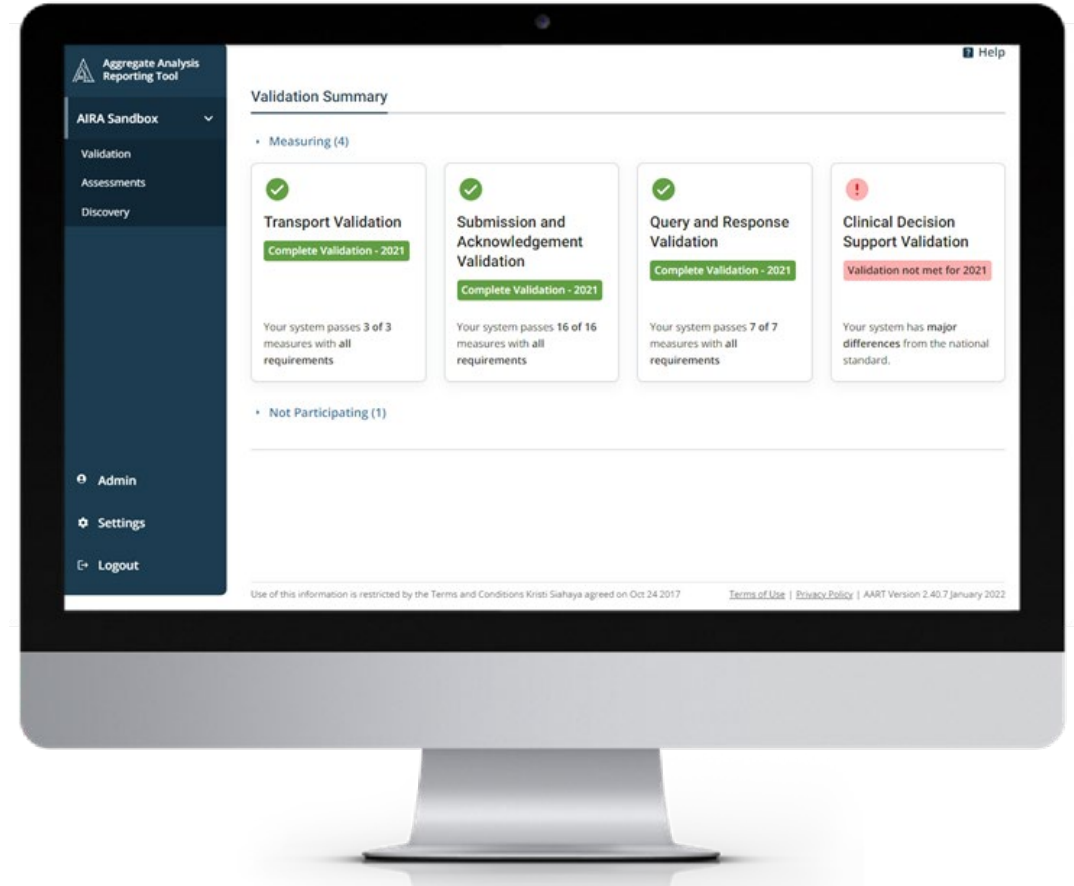 Aggregate Analysis
Reporting Tool
AIRA Sandbox
Validation
Assessments
Discovery
Admin
Settings
Logout
Help
Validation Summary
Measuring (4)
Transport Validation
Complete Validation - 2021
Your system passes 3 of 3
measures with all
requirements
Submission and
Acknowledgement
Validation
Complete Validation - 2021
Your system passes 16 of 16
measures with all
requirements
Query and Response
Validation
Complete Validation - 2021
Your system passes 7 of 7
measures with all
requirements
Clinical Decision
Support Validation
Validation not met for 2021
Your system has major
differences from the national
standard.
Not Participating (1)
Use of this information is restricted by the Terms and Conditions Kristi Siahaya agreed on Oct 24 2017
Terms of Use | Privacy Policy | AART Version 2.40.7 January 2022